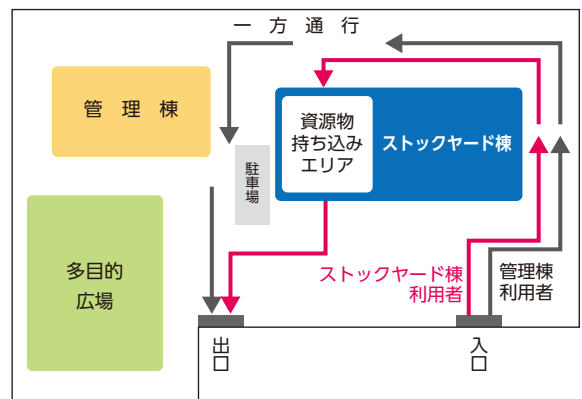 一方通行
管理棟
資源物
持ち込み
エリア
ストックヤード棟
駐車場
多目的
広場
ストックヤード棟
利用者
管理棟
利用者
出口
入口